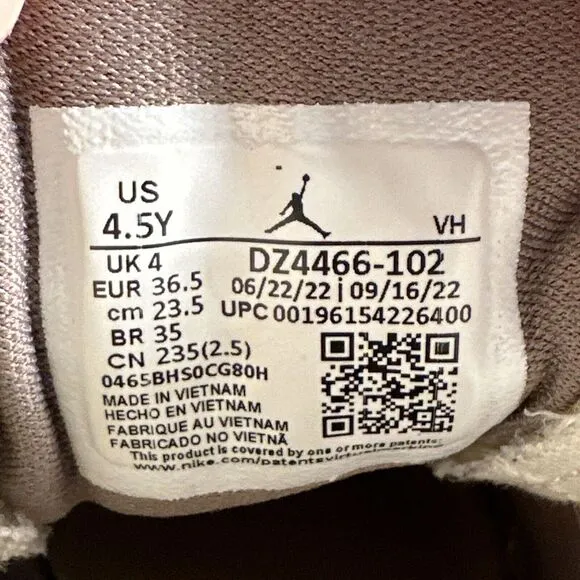 US
4.5Y
VH
UK 4
EUR 36.5
cm 23.5
BR 35
CN 235(2.5)
DZ4466-102
06/22/22 | 09/16/22
UPC 00196154226400
0465BHS0CG80H
MADE IN VIETNAM
HECHO EN VIETNAM
FABRIQUE AU VIETNAM
FABRICADO NO VIETNÃ
This product is covered by one or more patents:
www.nike.com/patents